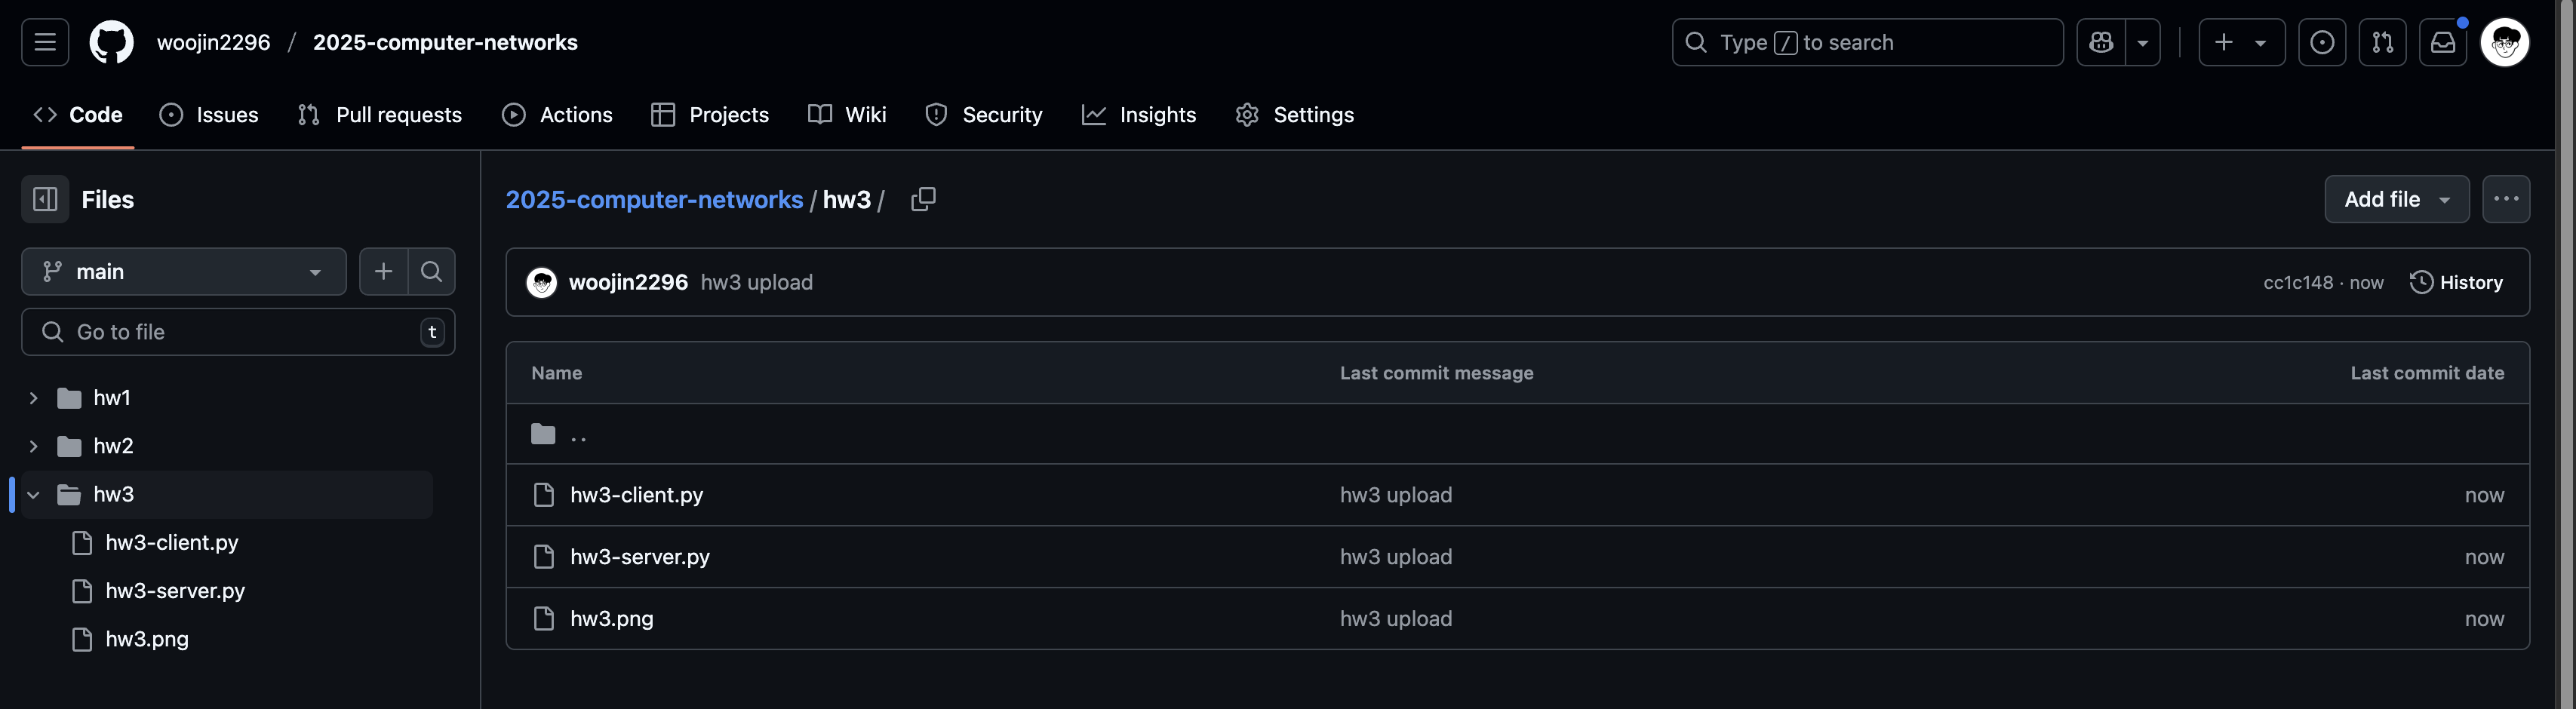 woojin2296 / 2025-computer-networks
Type / to search
Code Issues Pull requests Actions Projects Wiki Security Insights Settings
Files
main
Go to file t
hw1
hw2
hw3
hw3-client.py
hw3-server.py
hw3.png
2025-computer-networks / hw3 /
Add file
woojin2296 hw3 upload
cc1c148 · now History
Name Last commit message Last commit date
..
hw3-client.py hw3 upload now
hw3-server.py hw3 upload now
hw3.png hw3 upload now